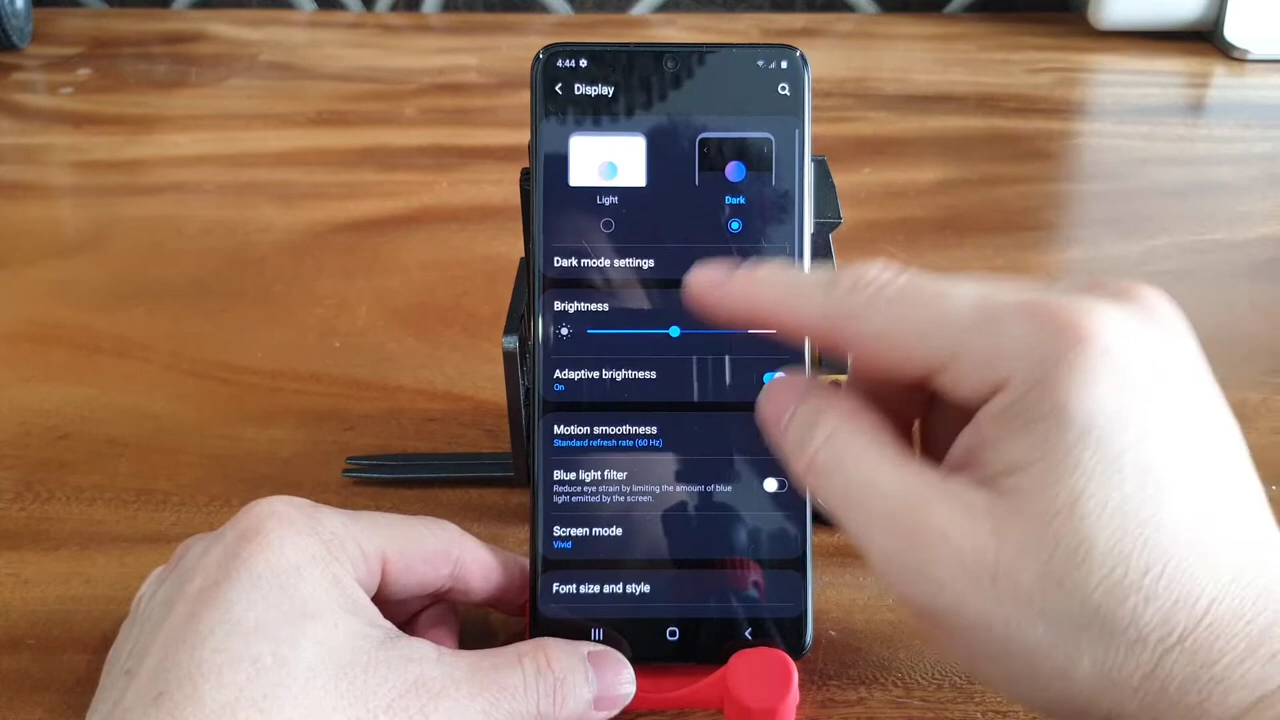 4:44
Display
Light
Dark
Dark mode settings
Brightness
Adaptive brightness
On
Motion smoothness
Standard refresh rate (60 Hz)
Blue light filter
Reduce eye strain by limiting the amount of blue
light emitted by the screen.
Screen mode
Vivid
Font size and style